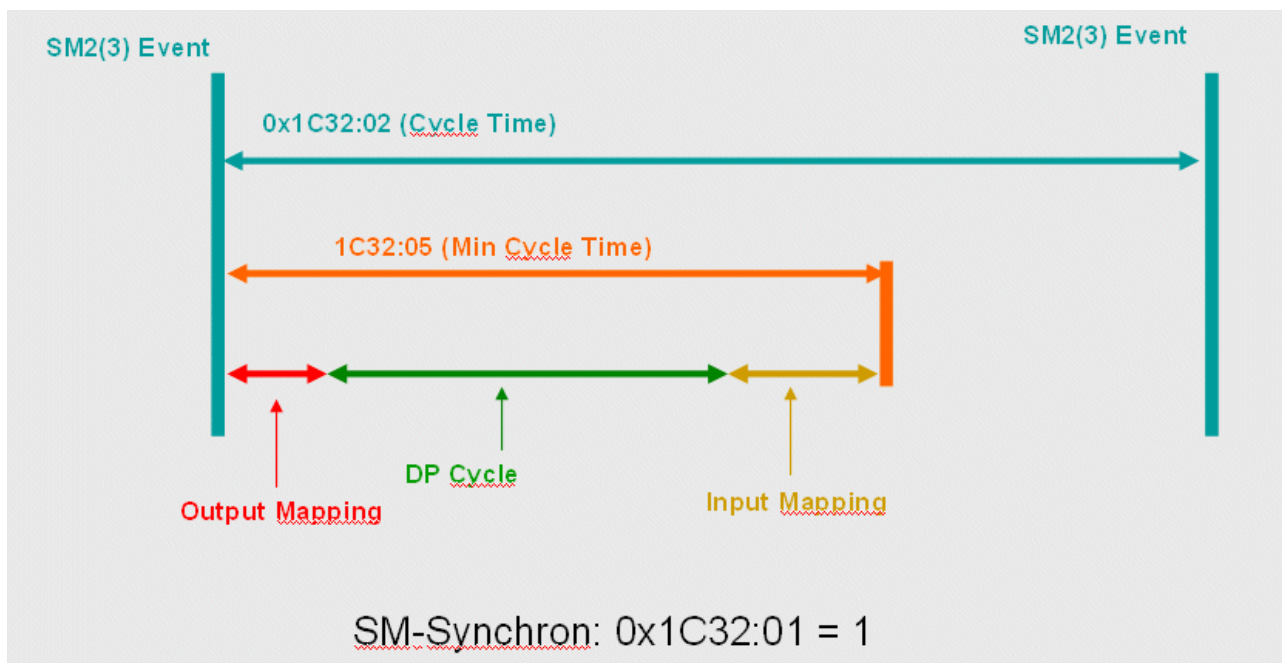 SM2(3) Event
SM2(3) Event
0x1C32:02 (Cycle Time)
1C32:05 (Min Cycle Time)
DP Cycle
Output Mapping
Input Mapping
SM-Synchron: 0x1C32:01 = 1